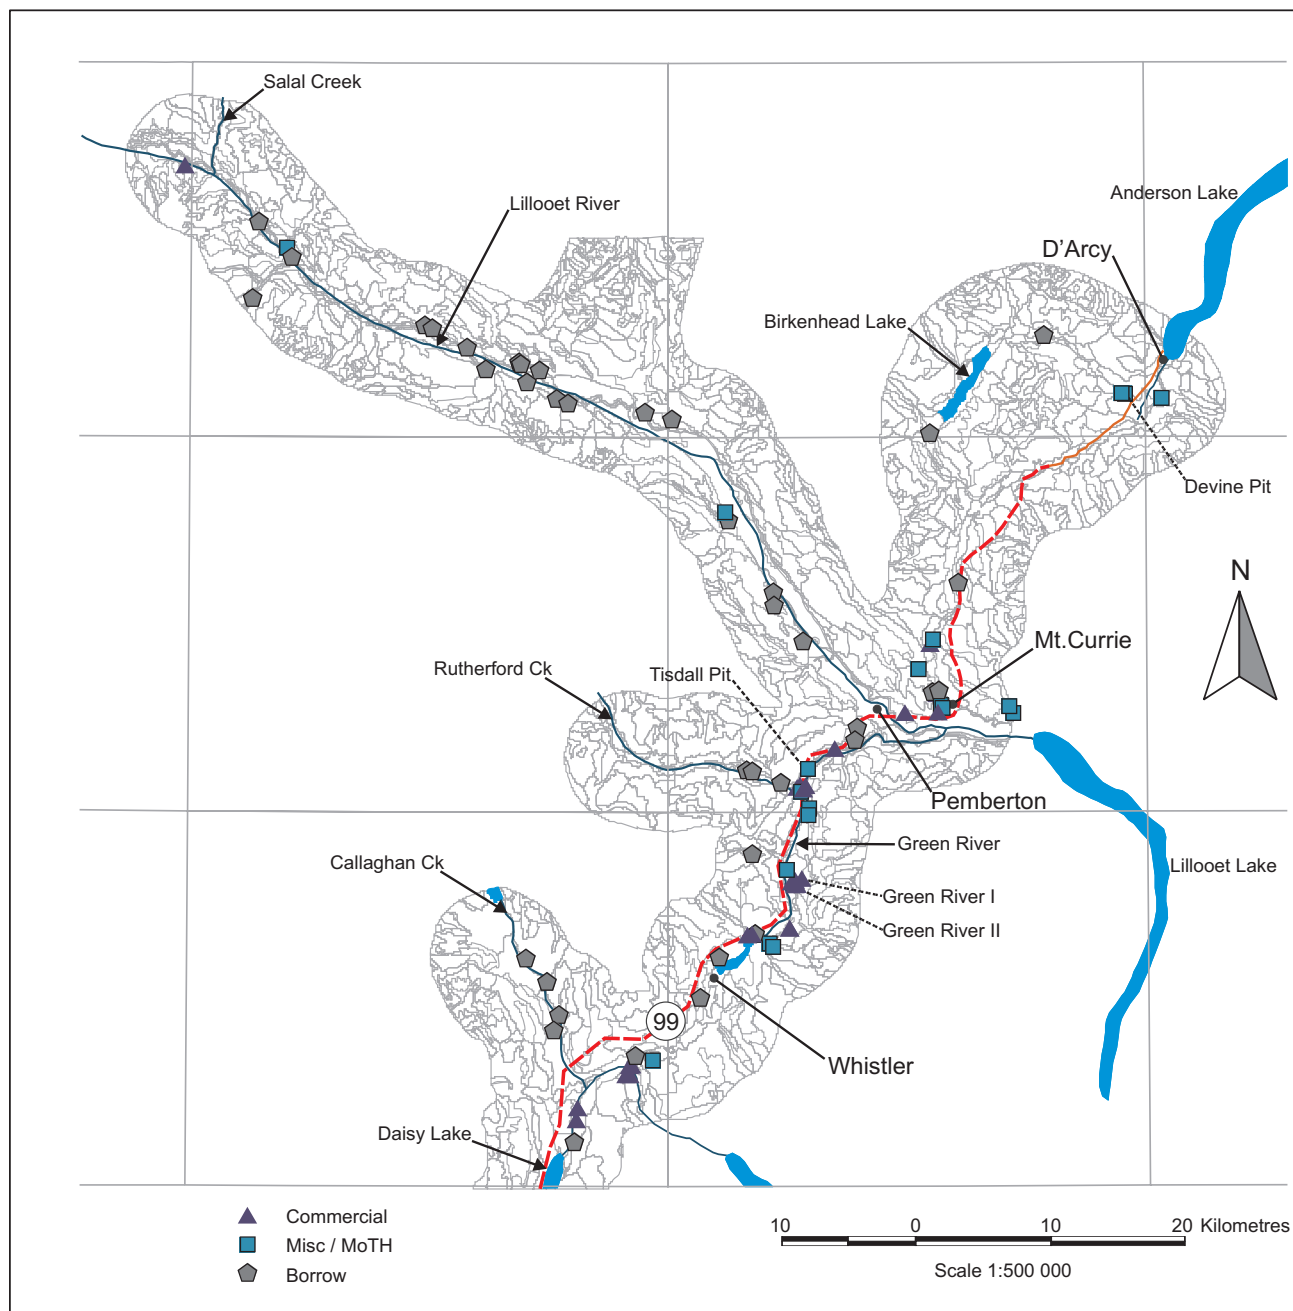 Salal Creek
Anderson Lake
Lillooet River
D'Arcy
Birkenhead Lake
Devine Pit
N
Mt.Currie
Rutherford Ck
Tisdall Pit
Pemberton
Green River
Callaghan Ck
Lillooet Lake
Green River I
Green River II
99
Whistler
Daisy Lake
Commercial
Misc / MoTH
Borrow
10 0 10 20 Kilometres
Scale 1:500 000